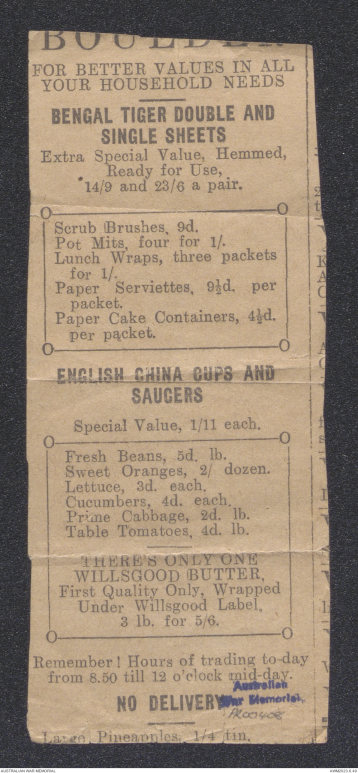 BOULDER
FOR BETTER VALUES IN ALL
YOUR HOUSEHOLD NEEDS
BENGAL TIGER DOUBLE AND
SINGLE SHEETS
Extra Special Value, Hemmed,
Ready for Use,
14/9 and 23/6 a pair.
Scrub Brushes, 9d.
Pot Mits, four for 1/.
Lunch Wraps, three packets
for 1/.
Paper Serviettes, 9½d. per
packet.
Paper Cake Containers, 4½d.
per packet.
ENGLISH CHINA CUPS AND
SAUCERS
Special Value, 1/11 each.
Fresh Beans, 5d. lb.
Sweet Oranges, 2/ dozen.
Lettuce, 3d. each.
Cucumbers, 4d. each.
Prime Cabbage, 2d. lb.
Table Tomatoes, 4d. lb.
THERE'S ONLY ONE
WILLSGOOD BUTTER,
First Quality Only, Wrapped
Under Willsgood Label,
3 lb. for 5/6.
Remember! Hours of trading to-day
from 8.50 till 12 o'clock mid-day.
NO DELIVERY
Australian
War Memorial
PR00408
Large Pineapples, 1/4 tin.
AUSTRALIAN WAR MEMORIAL